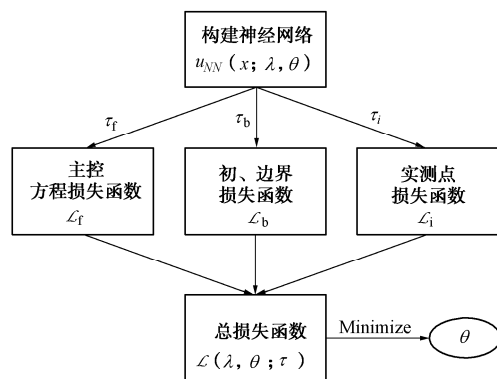 构建神经网络
u_NN（x；λ，θ）
τ_f
τ_b
τ_i
主控
方程损失函数
ℒ_f
初、边界
损失函数
ℒ_b
实测点
损失函数
ℒ_i
总损失函数
ℒ(λ，θ；τ)
Minimize
θ